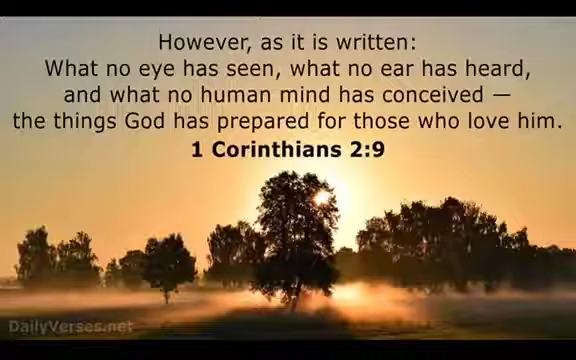 However, as it is written:
What no eye has seen, what no ear has heard,
and what no human mind has conceived —
the things God has prepared for those who love him.
1 Corinthians 2:9
DailyVerses.net